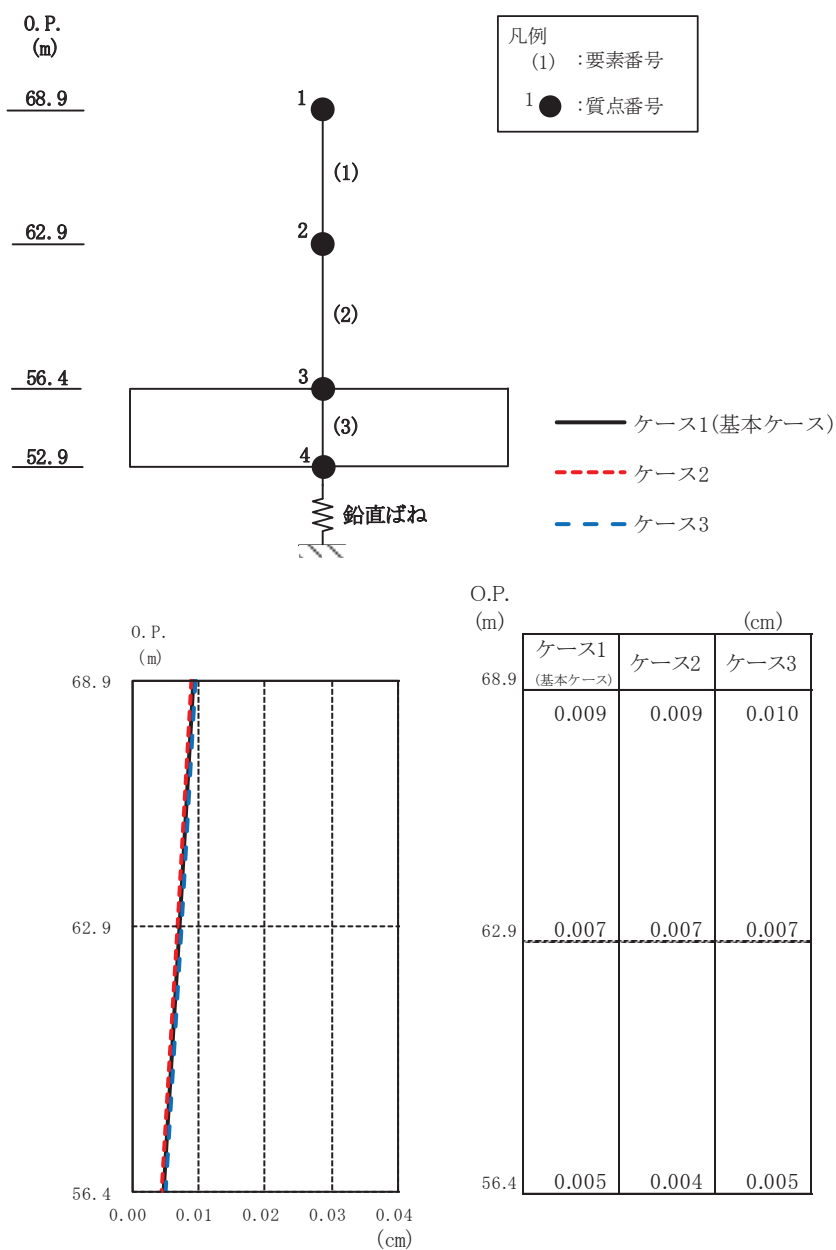 O.P.
(m)
68.9
62.9
56.4
52.9
1
(1)
2
(2)
3
(3)
4
鉛直ばね
凡例
(1) :要素番号
1 :質点番号
ケース1(基本ケース)
ケース2
ケース3
O.P.
(m)
68.9
62.9
56.4
0.00 0.01 0.02 0.03 0.04
(cm)
O.P.
(m) (cm)
ケース1 ケース2 ケース3
(基本ケース)
68.9
0.009 0.009 0.010
62.9 0.007 0.007 0.007
56.4 0.005 0.004 0.005